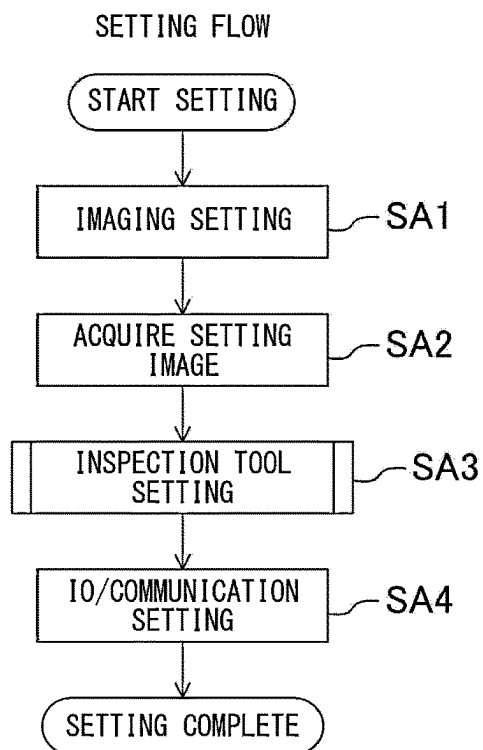 SETTING FLOW
START SETTING
IMAGING SETTING
SA1
ACQUIRE SETTING
IMAGE
SA2
INSPECTION TOOL
SETTING
SA3
IO/COMMUNICATION
SETTING
SA4
SETTING COMPLETE